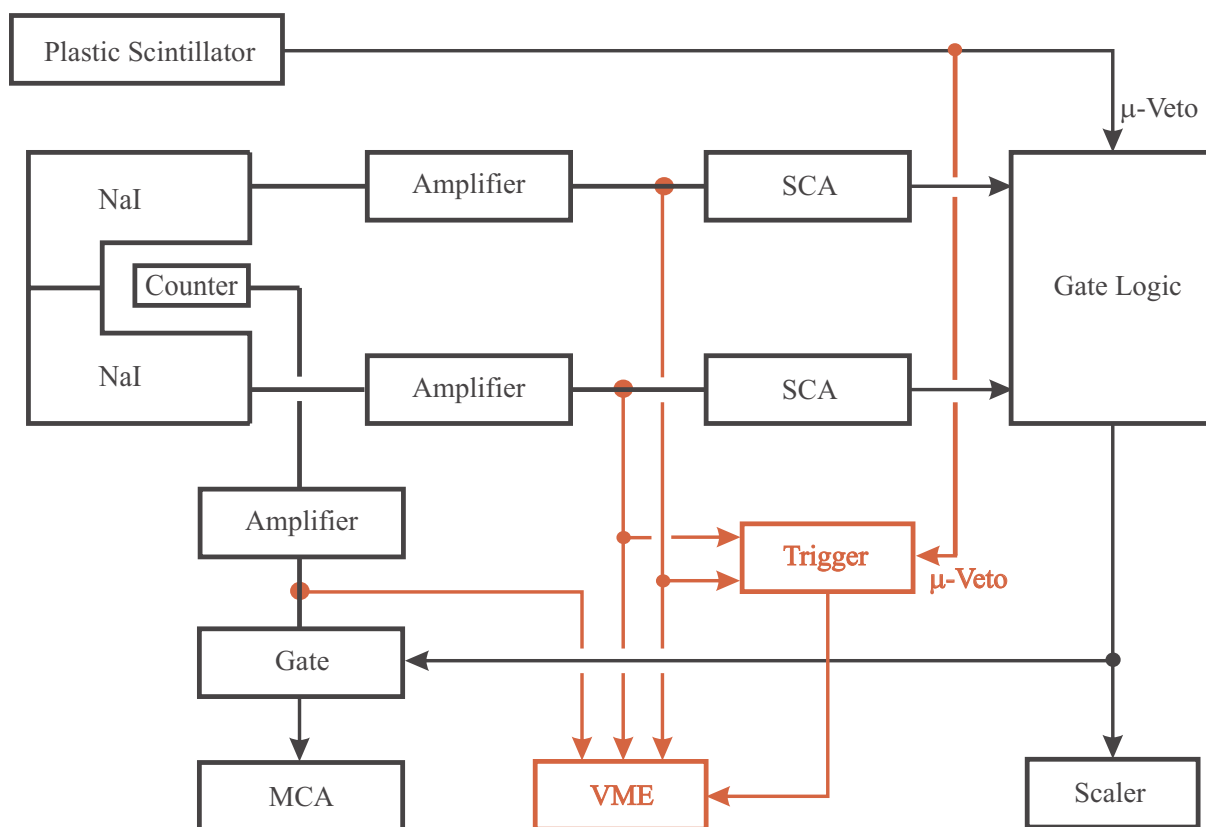 Plastic Scintillator
μ-Veto
NaI
Amplifier
SCA
Counter
Gate Logic
NaI
Amplifier
SCA
Amplifier
Trigger
μ-Veto
Gate
MCA
VME
Scaler